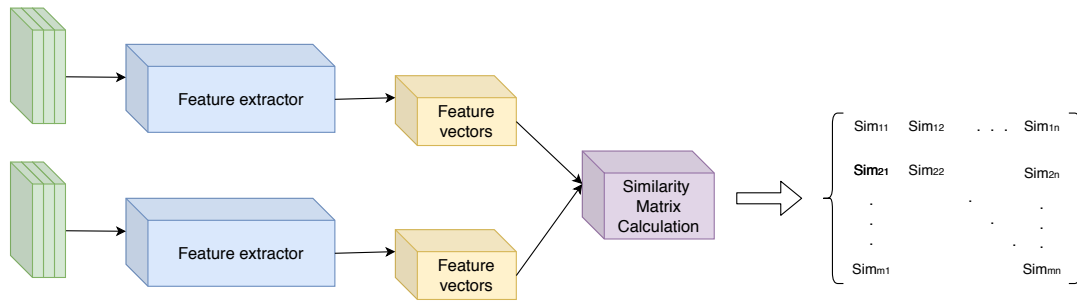 Feature extractor
Feature
vectors
Similarity
Matrix
Calculation
Feature extractor
Feature
vectors
Sim11 Sim12 . . . Sim1n
Sim21 Sim22 Sim2n
. . .
. . .
. . .
Simm1 Simmn